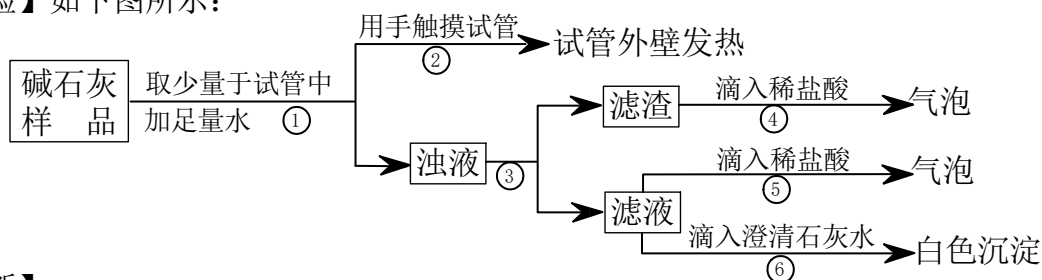 验】如下图所示：
用手触摸试管
②
试管外壁发热
碱石灰
样 品
取少量于试管中
加足量水 ①
浊液
③
滤渣
滴入稀盐酸
④
气泡
滤液
滴入稀盐酸
⑤
气泡
滴入澄清石灰水
⑥
白色沉淀